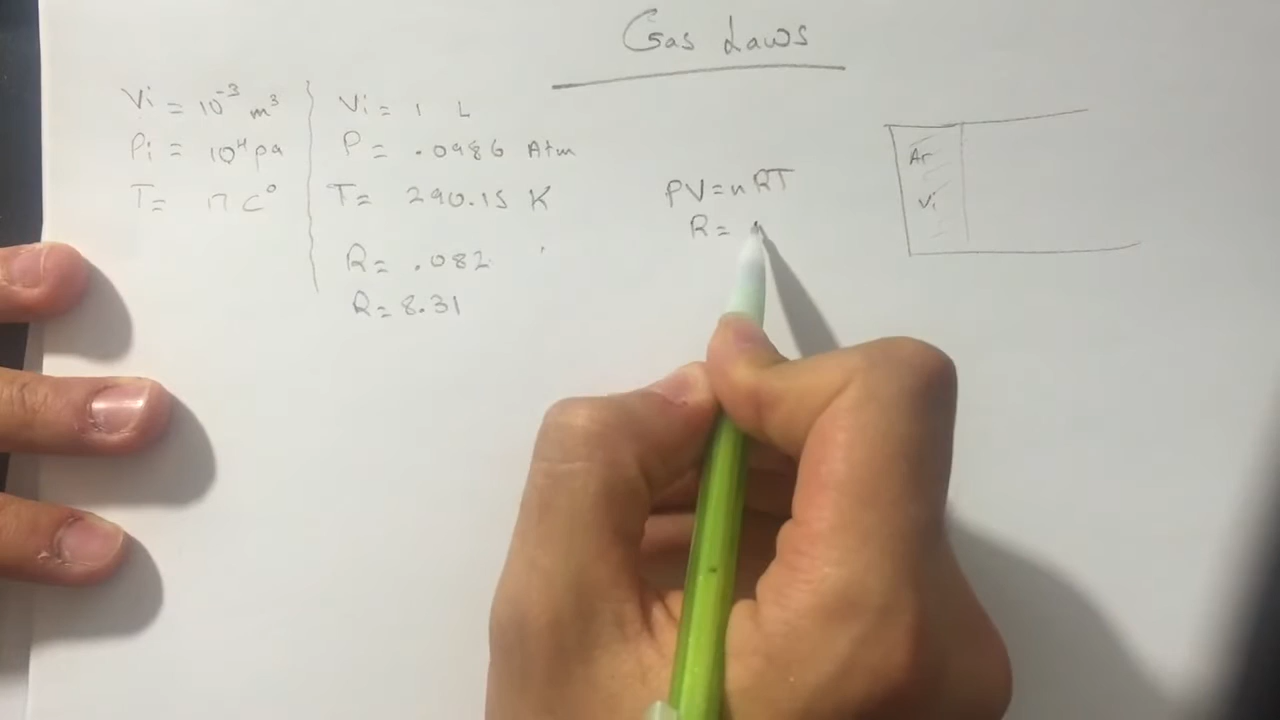 Gas Laws
Vi = 10⁻³ m³
Pi = 10⁴ pa
T= 17 C°
Vi = 1 L
P = .0986 Atm
T= 290.15 K
R= .082
R= 8.31
PV=nRT
R=
Ar
Vi